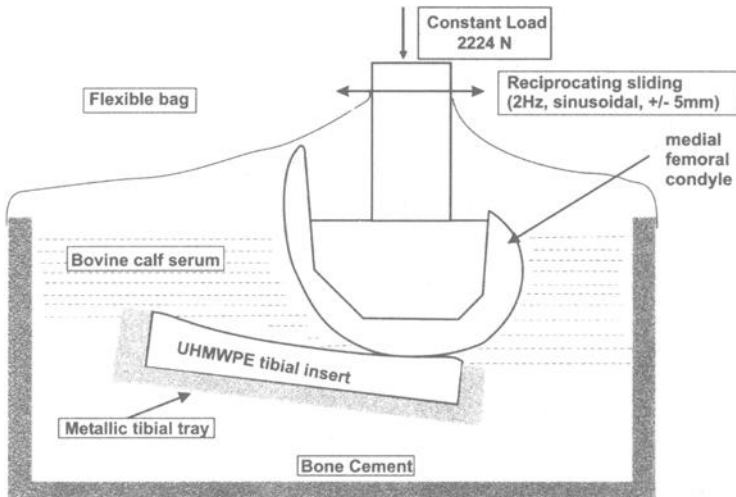 Constant Load
2224 N
Reciprocating sliding
(2Hz, sinusoidal, +/- 5mm)
Flexible bag
medial
femoral
condyle
Bovine calf serum
UHMWPE tibial insert
Metallic tibial tray
Bone Cement